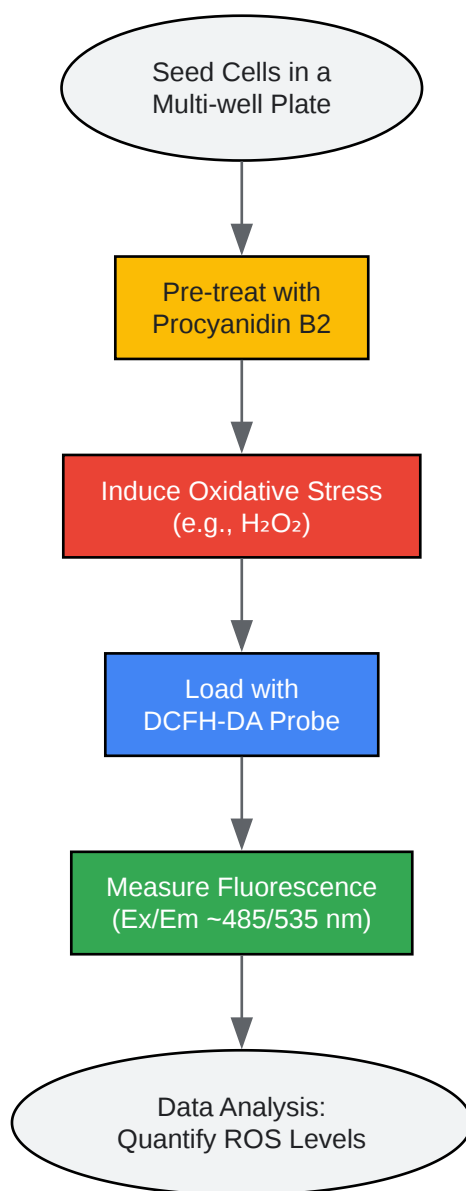 Seed Cells in a
Multi-well Plate
Pre-treat with
Procyanidin B2
Induce Oxidative Stress
(e.g., H₂O₂)
Load with
DCFH-DA Probe
Measure Fluorescence
(Ex/Em ~485/535 nm)
Data Analysis:
Quantify ROS Levels